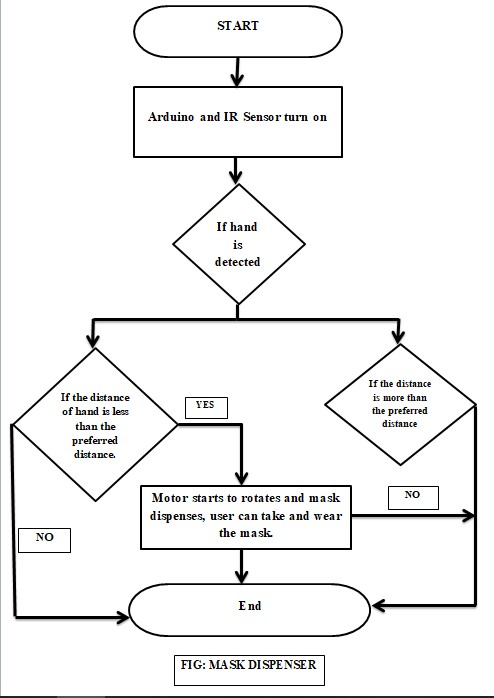 START
Arduino and IR Sensor turn on
If hand
is
detected
If the distance
of hand is less
than the
preferred
distance.
YES
If the distance
is more than
the preferred
distance
Motor starts to rotates and mask
dispenses, user can take and wear
the mask.
NO
NO
End
FIG: MASK DISPENSER